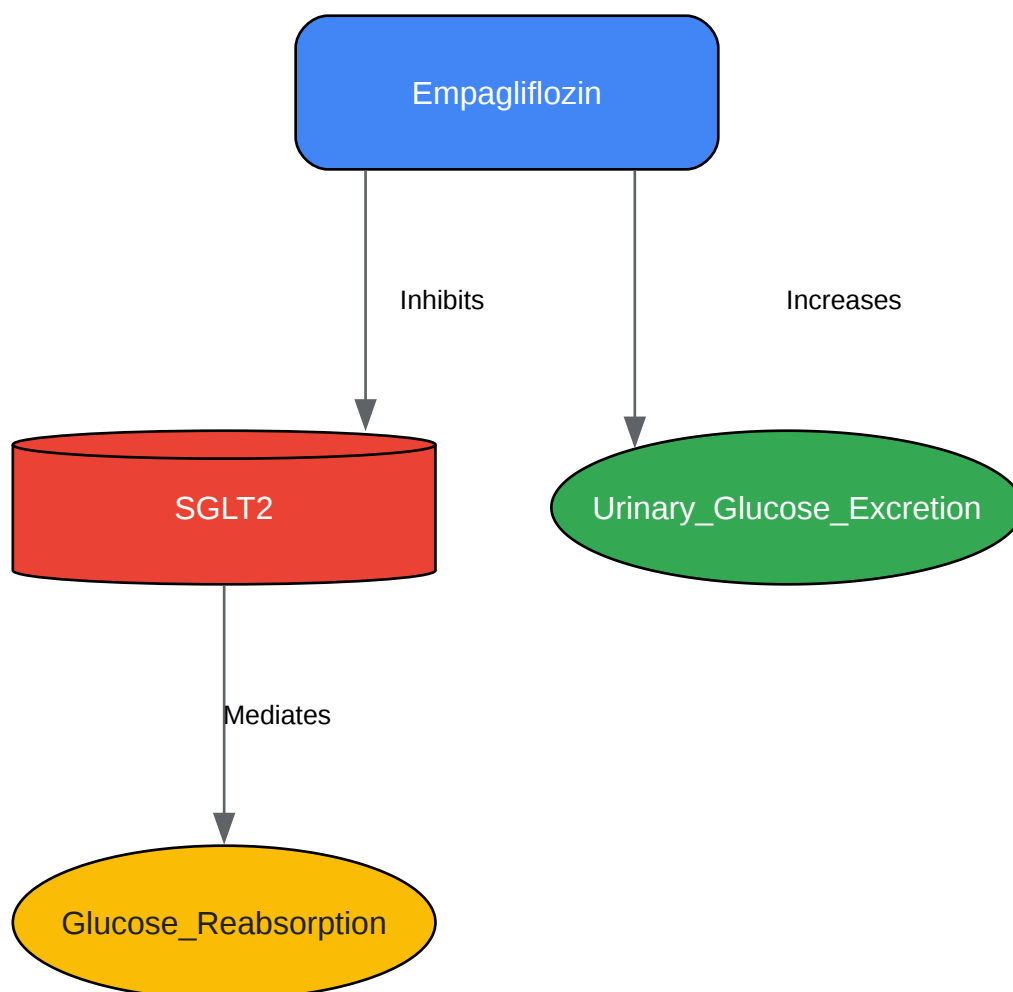 Empagliflozin
Inhibits
Increases
SGLT2
Urinary_Glucose_Excretion
Mediates
Glucose_Reabsorption